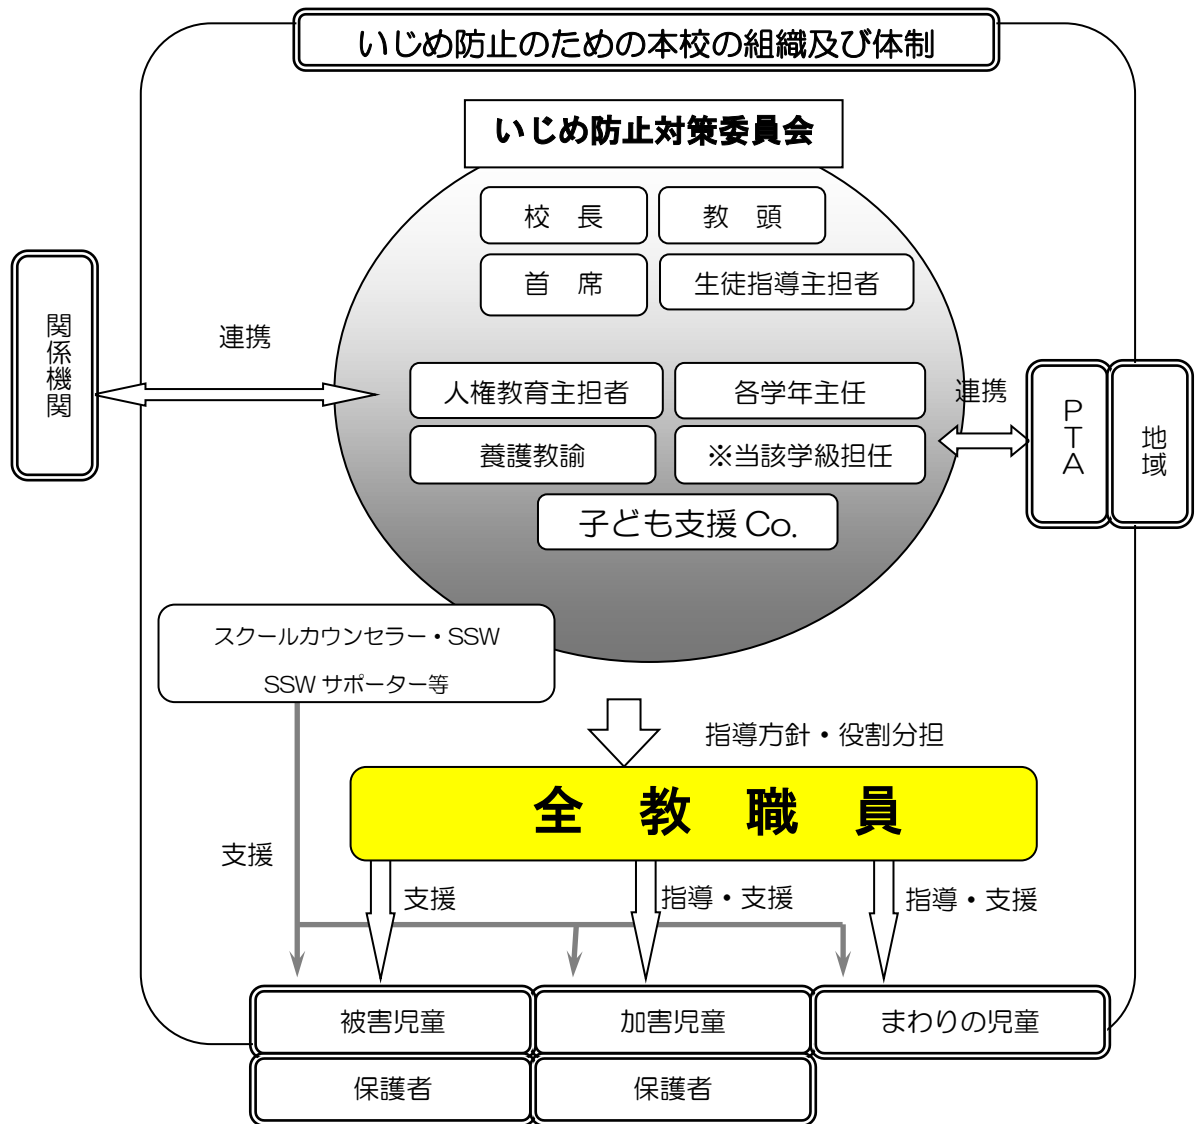 いじめ防止のための本校の組織及び体制
いじめ防止対策委員会
校　長
教　頭
首　席
生徒指導主担者
関係機関
連携
人権教育主担者
各学年主任
連携
PTA
地域
養護教諭
※当該学級担任
子ども支援 Co.
スクールカウンセラー・SSW
SSW サポーター等
指導方針・役割分担
全　教　職　員
支援
支援
指導・支援
指導・支援
被害児童
加害児童
まわりの児童
保護者
保護者